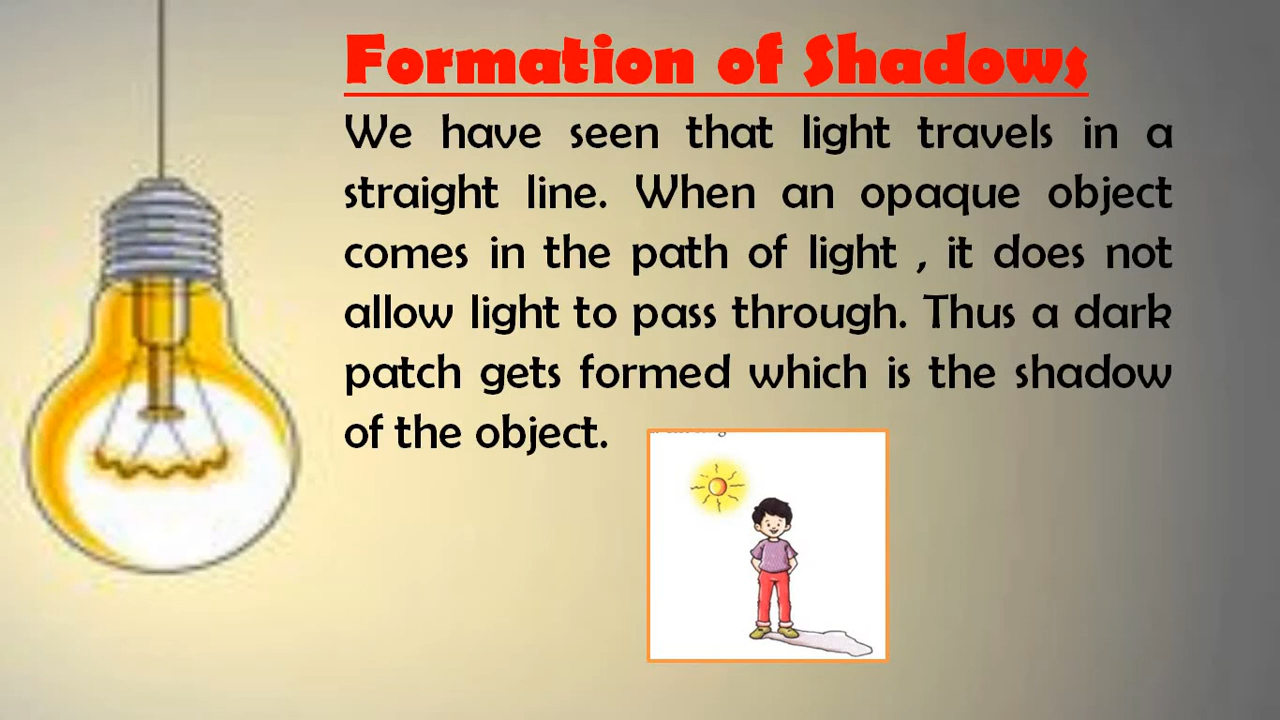 Formation of Shadows
We have seen that light travels in a
straight line. When an opaque object
comes in the path of light , it does not
allow light to pass through. Thus a dark
patch gets formed which is the shadow
of the object.